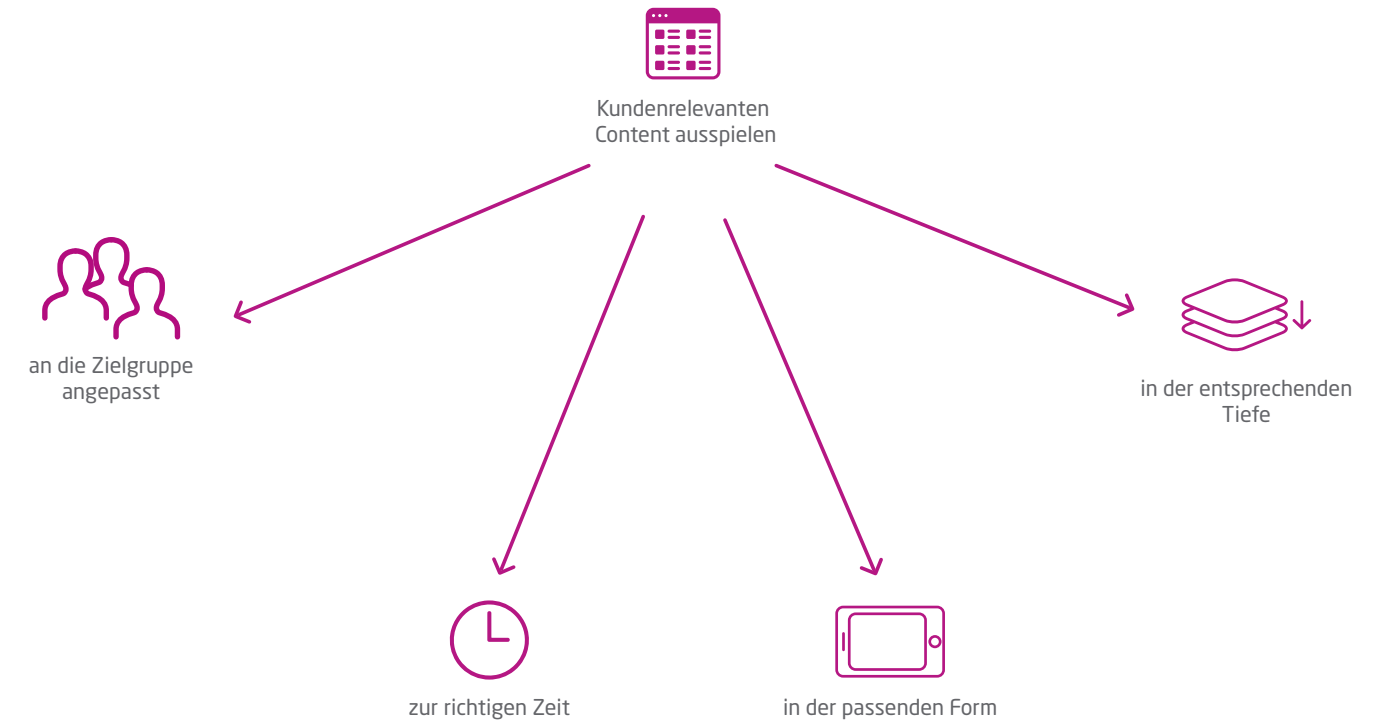 Kundenrelevanten
Content ausspielen
an die Zielgruppe
angepasst
in der entsprechenden
Tiefe
zur richtigen Zeit
in der passenden Form